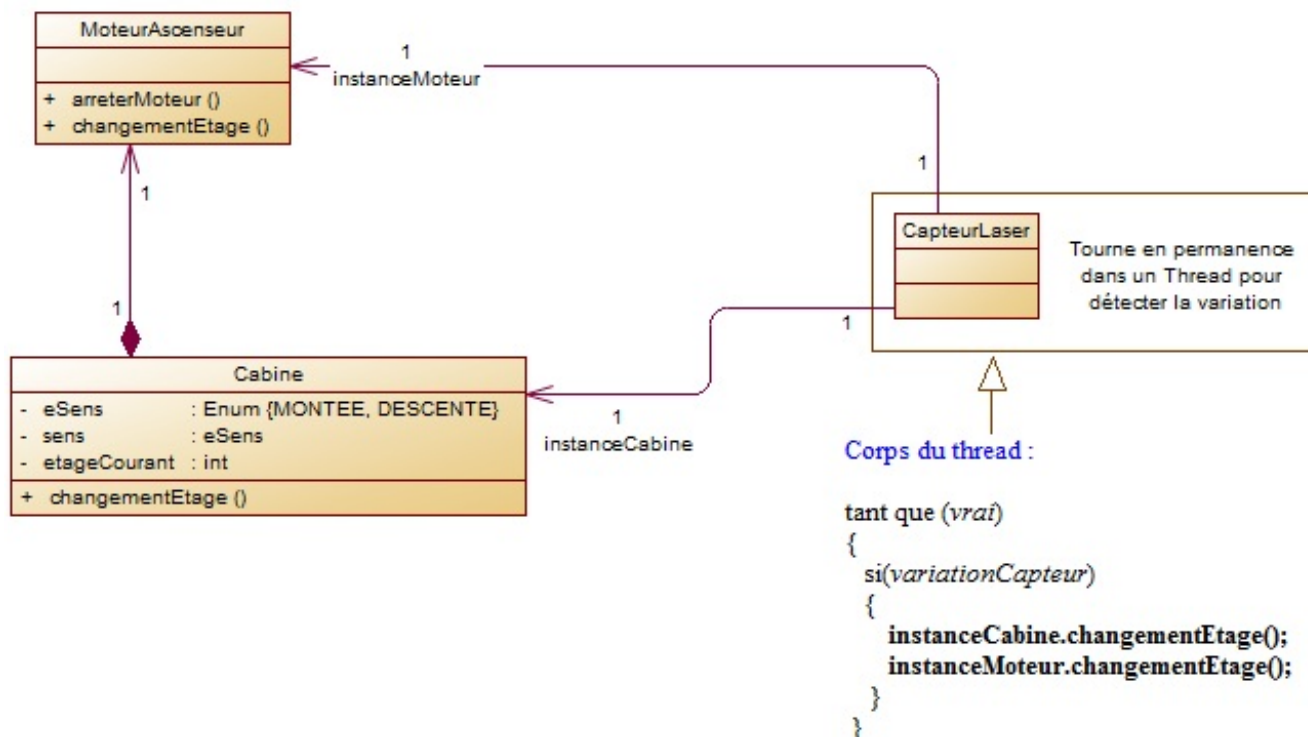 MoteurAscenseur
+ arreterMoteur ()
+ changementEtage ()
1
instanceMoteur
1
1
1
CapteurLaser
Tourne en permanence
dans un Thread pour
détecter la variation
1
1
instanceCabine
Cabine
- eSens : Enum {MONTEE, DESCENTE}
- sens : eSens
- etageCourant : int
+ changementEtage ()
Corps du thread :
tant que (vrai)
{
si(variationCapteur)
{
instanceCabine.changementEtage();
instanceMoteur.changementEtage();
}
}